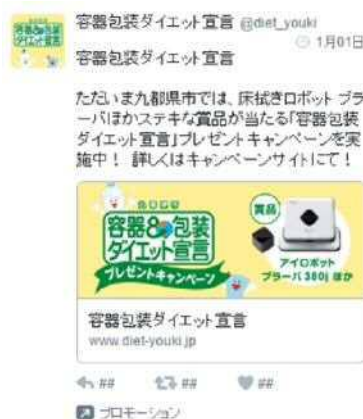 容器包装ダイエット宣言 @diet_youki
1月01日
容器包装ダイエット宣言
ただいま九都県市では、床拭きロボット ブラ
ーバほかステキな賞品が当たる「容器包装
ダイエット宣言」プレゼントキャンペーンを実
施中！ 詳しくはキャンペーンサイトにて！
容器&包装
ダイエット宣言
プレゼントキャンペーン
賞品
アイロボット
ブラーバ 380j ほか
容器包装ダイエット宣言
www.diet-youki.jp
## ## ##
プロモーション